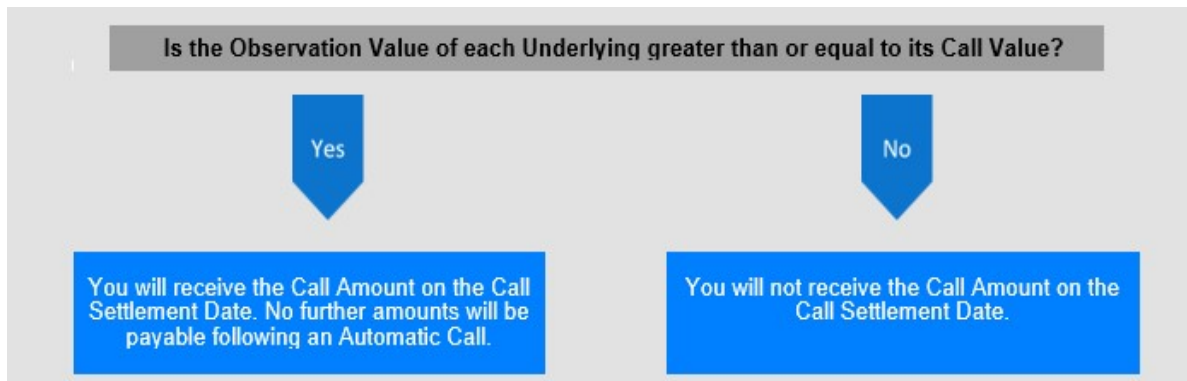 Is the Observation Value of each Underlying greater than or equal to its Call Value?
Yes
No
You will receive the Call Amount on the Call
Settlement Date. No further amounts will be
payable following an Automatic Call.
You will not receive the Call Amount on the
Call Settlement Date.